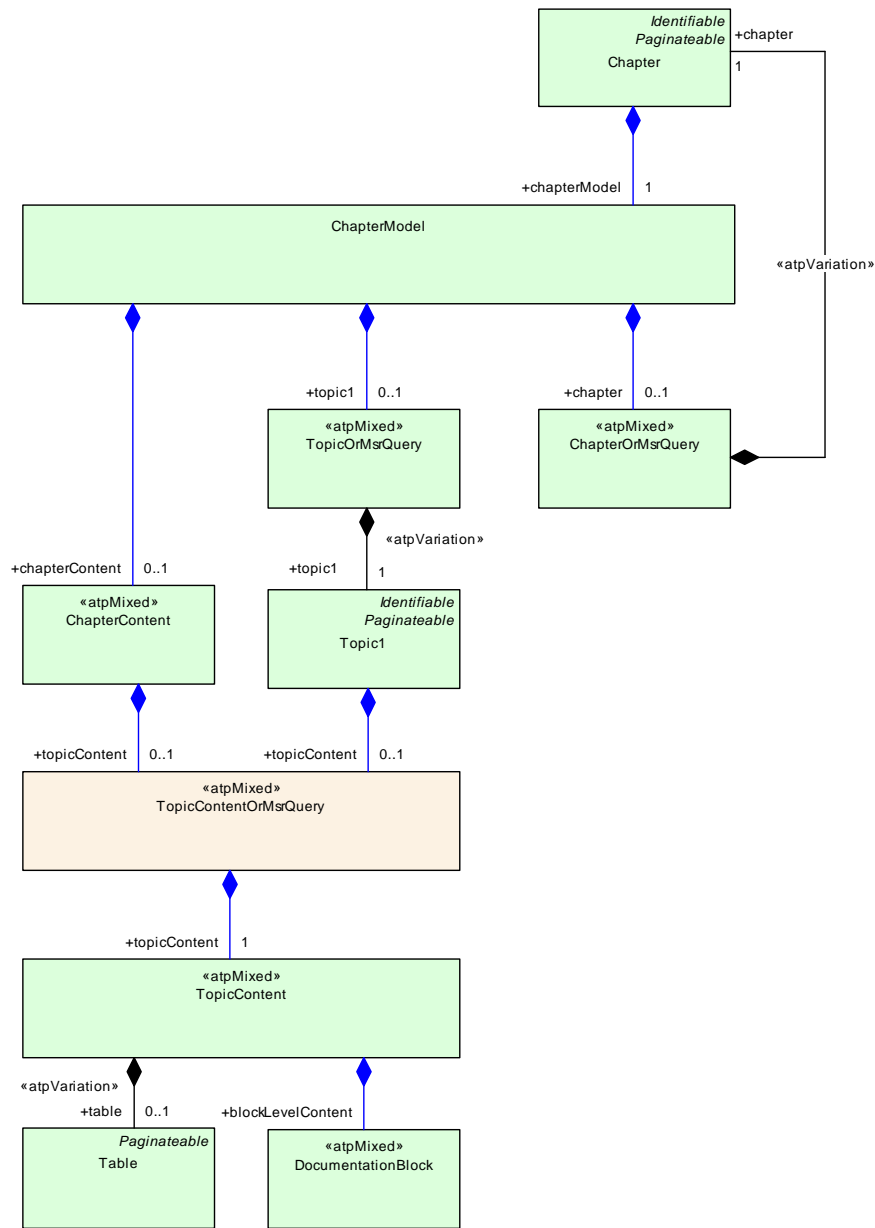 Identifiable
Paginateable
+chapter
Chapter
1
+chapterModel 1
ChapterModel
«atpVariation»
+topic1 0..1
+chapter 0..1
«atpMixed»
TopicOrMsrQuery
«atpMixed»
ChapterOrMsrQuery
«atpVariation»
+chapterContent 0..1
+topic1 1
«atpMixed»
ChapterContent
Identifiable
Paginateable
Topic1
+topicContent 0..1
+topicContent 0..1
«atpMixed»
TopicContentOrMsrQuery
+topicContent 1
«atpMixed»
TopicContent
«atpVariation»
+table 0..1
+blockLevelContent
Paginateable
Table
«atpMixed»
DocumentationBlock